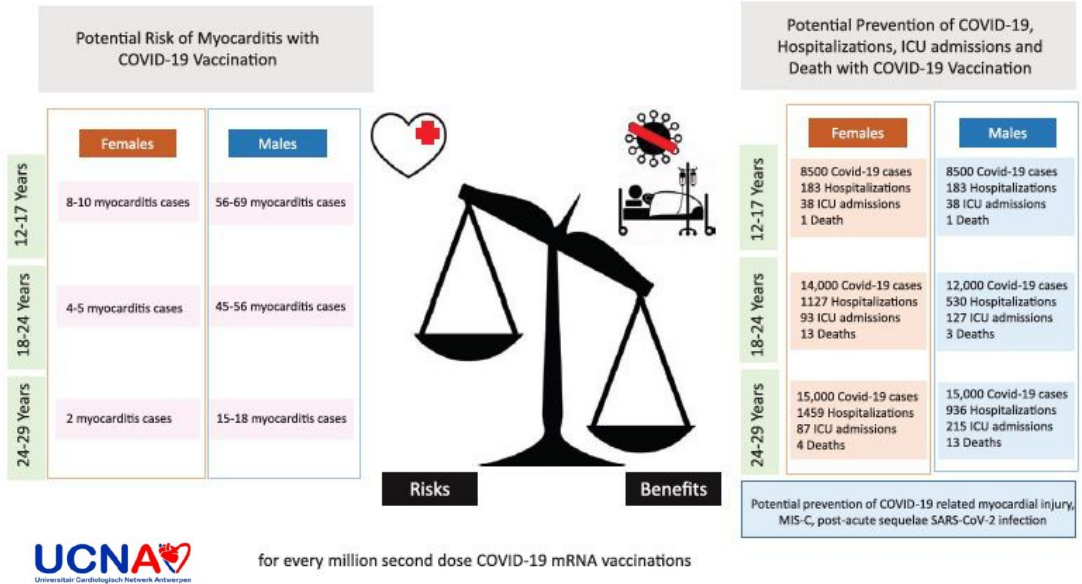 Potential Risk of Myocarditis with
COVID-19 Vaccination
Females
Males
12-17 Years
8-10 myocarditis cases
56-69 myocarditis cases
18-24 Years
4-5 myocarditis cases
45-56 myocarditis cases
24-29 Years
2 myocarditis cases
15-18 myocarditis cases
Risks
Benefits
Potential Prevention of COVID-19,
Hospitalizations, ICU admissions and
Death with COVID-19 Vaccination
Females
Males
12-17 Years
8500 Covid-19 cases
183 Hospitalizations
38 ICU admissions
1 Death
8500 Covid-19 cases
183 Hospitalizations
38 ICU admissions
1 Death
18-24 Years
14,000 Covid-19 cases
1127 Hospitalizations
93 ICU admissions
13 Deaths
12,000 Covid-19 cases
530 Hospitalizations
127 ICU admissions
3 Deaths
24-29 Years
15,000 Covid-19 cases
1459 Hospitalizations
87 ICU admissions
4 Deaths
15,000 Covid-19 cases
936 Hospitalizations
215 ICU admissions
13 Deaths
Potential prevention of COVID-19 related myocardial injury,
MIS-C, post-acute sequelae SARS-CoV-2 infection
UCNA
Universitair Cardiologisch Netwerk Antwerpen
for every million second dose COVID-19 mRNA vaccinations